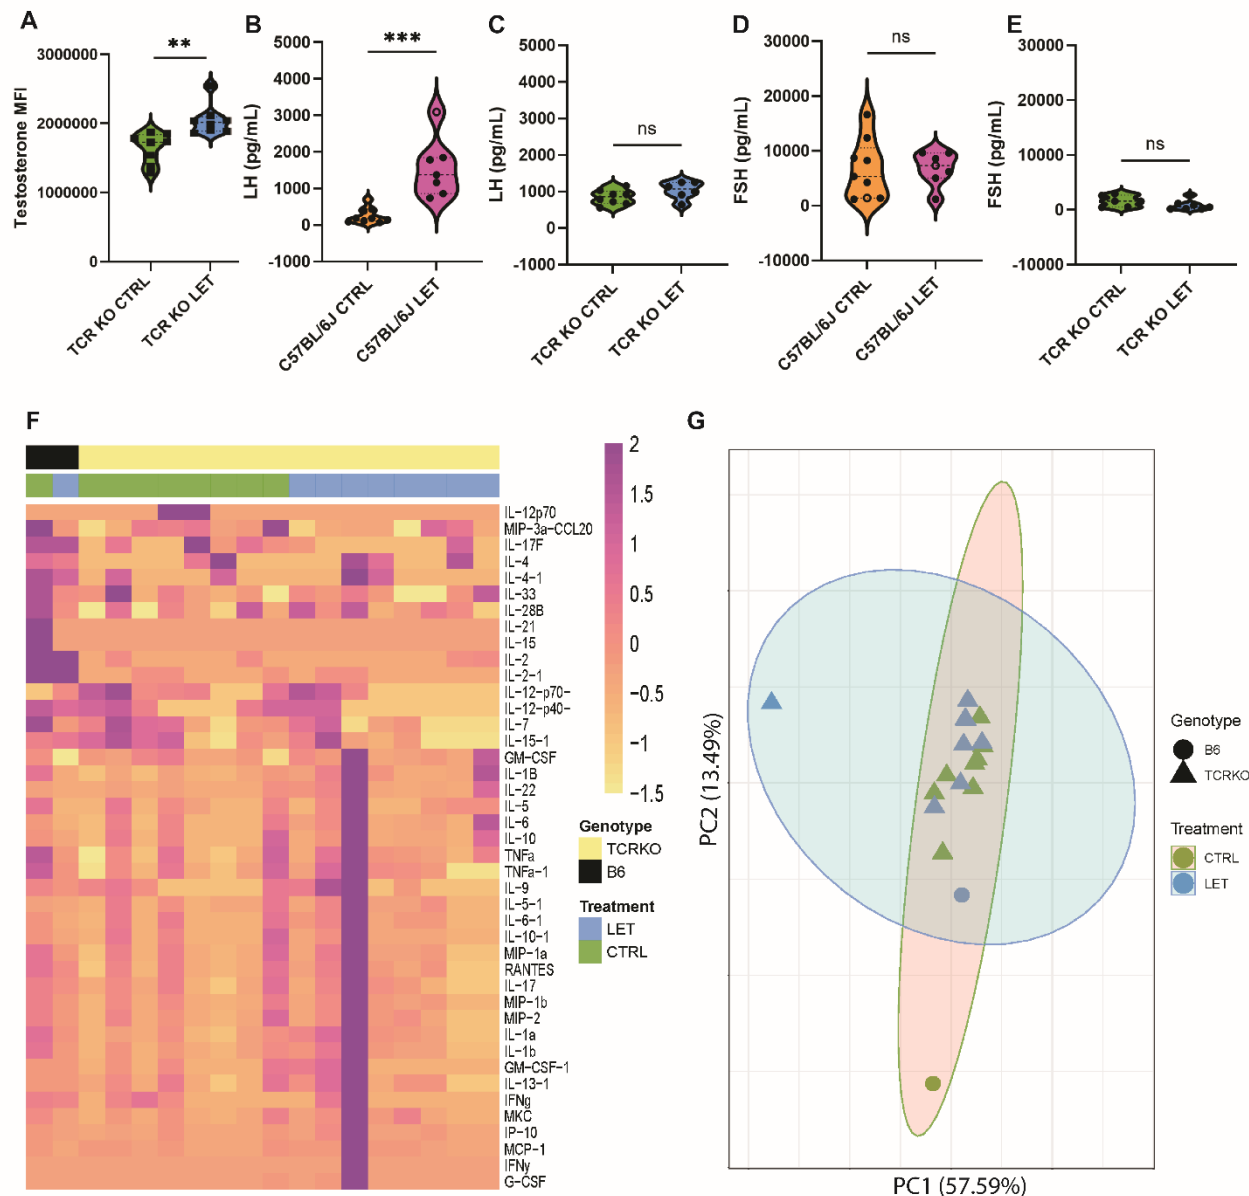 A
**
Testosterone MFI
3000000
2000000
1000000
0
TCR KO CTRL
TCR KO LET
B
***
LH (pg/mL)
5000
4000
3000
2000
1000
0
-1000
C57BL/6J CTRL
C57BL/6J LET
C
ns
LH (pg/mL)
5000
4000
3000
2000
1000
0
-1000
TCR KO CTRL
TCR KO LET
D
ns
FSH (pg/mL)
30000
20000
10000
0
-10000
C57BL/6J CTRL
C57BL/6J LET
E
ns
FSH (pg/mL)
30000
20000
10000
0
-10000
TCR KO CTRL
TCR KO LET
F
IL-12p70
MIP-3a-CCL20
IL-17F
IL-4
IL-4-1
IL-33
IL-28B
IL-21
IL-15
IL-2
IL-2-1
IL-12-p70-
IL-12-p40-
IL-7
IL-15-1
GM-CSF
IL-1B
IL-22
IL-5
IL-6
IL-10
TNFa
TNFa-1
IL-9
IL-5-1
IL-6-1
IL-10-1
MIP-1a
RANTES
IL-17
MIP-1b
MIP-2
IL-1a
IL-1b
GM-CSF-1
IL-13-1
IFNg
MKC
IP-10
MCP-1
IFNy
G-CSF
2
1.5
1
0.5
0
−0.5
−1
−1.5
Genotype
TCRKO
B6
Treatment
LET
CTRL
G
PC2 (13.49%)
PC1 (57.59%)
Genotype
B6
TCRKO
Treatment
CTRL
LET